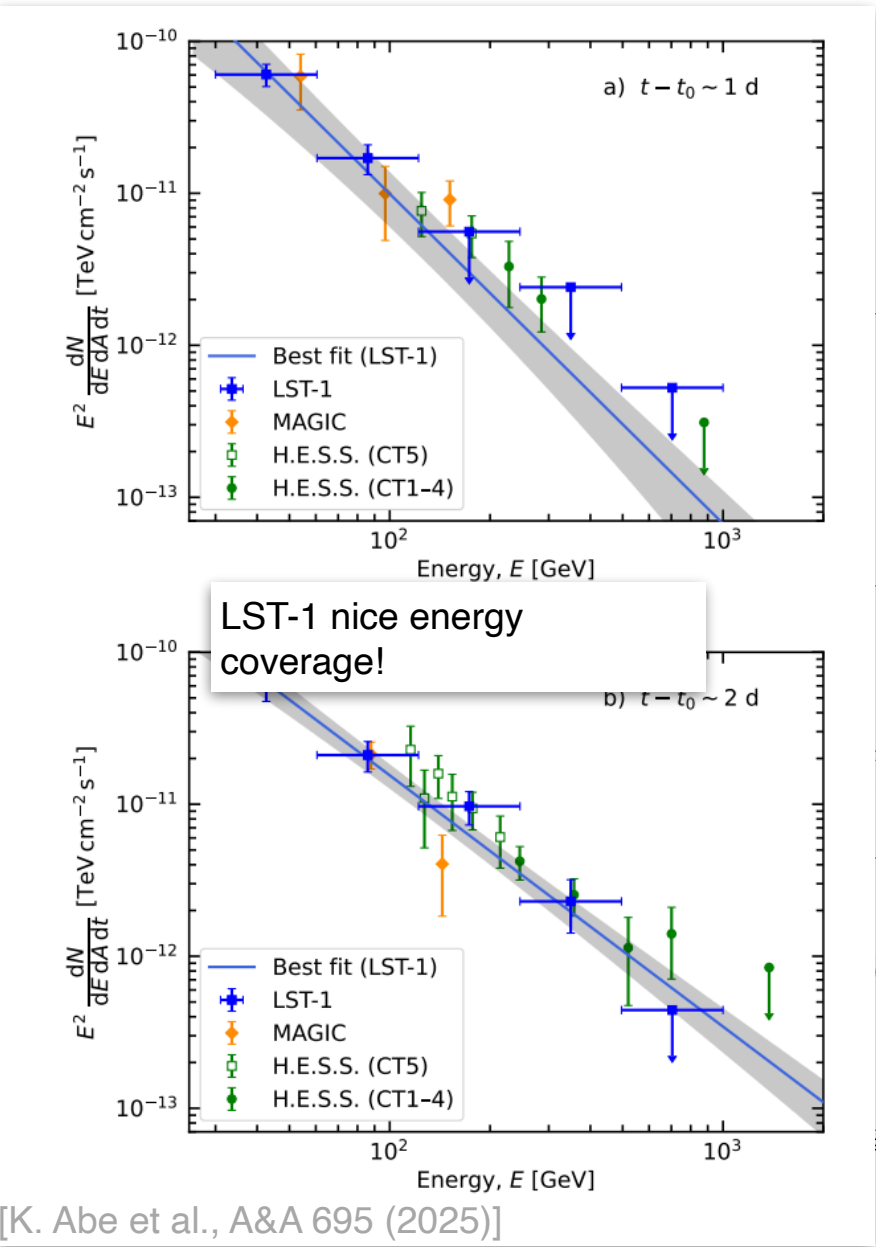 10⁻¹⁰
a) t − t₀ ~ 1 d
10⁻¹¹
10⁻¹²
10⁻¹³
E² dN/dE dA dt [TeV cm⁻² s⁻¹]
Best fit (LST-1)
LST-1
MAGIC
H.E.S.S. (CT5)
H.E.S.S. (CT1–4)
10² 10³
Energy, E [GeV]
LST-1 nice energy
coverage!
10⁻¹⁰
b) t − t₀ ~ 2 d
10⁻¹¹
10⁻¹²
10⁻¹³
E² dN/dE dA dt [TeV cm⁻² s⁻¹]
Best fit (LST-1)
LST-1
MAGIC
H.E.S.S. (CT5)
H.E.S.S. (CT1–4)
10² 10³
Energy, E [GeV]
[K. Abe et al., A&A 695 (2025)]